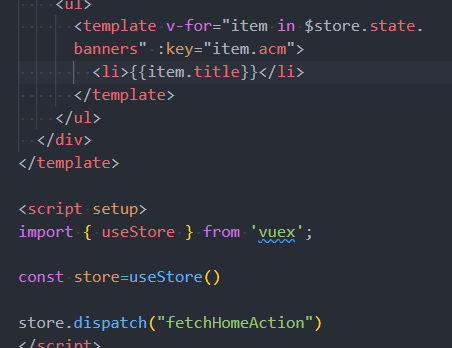 <ul>
<template v-for="item in $store.state.
banners" :key="item.acm">
<li>{{item.title}}</li>
</template>
</ul>
</div>
</template>
<script setup>
import { useStore } from 'vuex';
const store=useStore()
store.dispatch("fetchHomeAction")
</script>